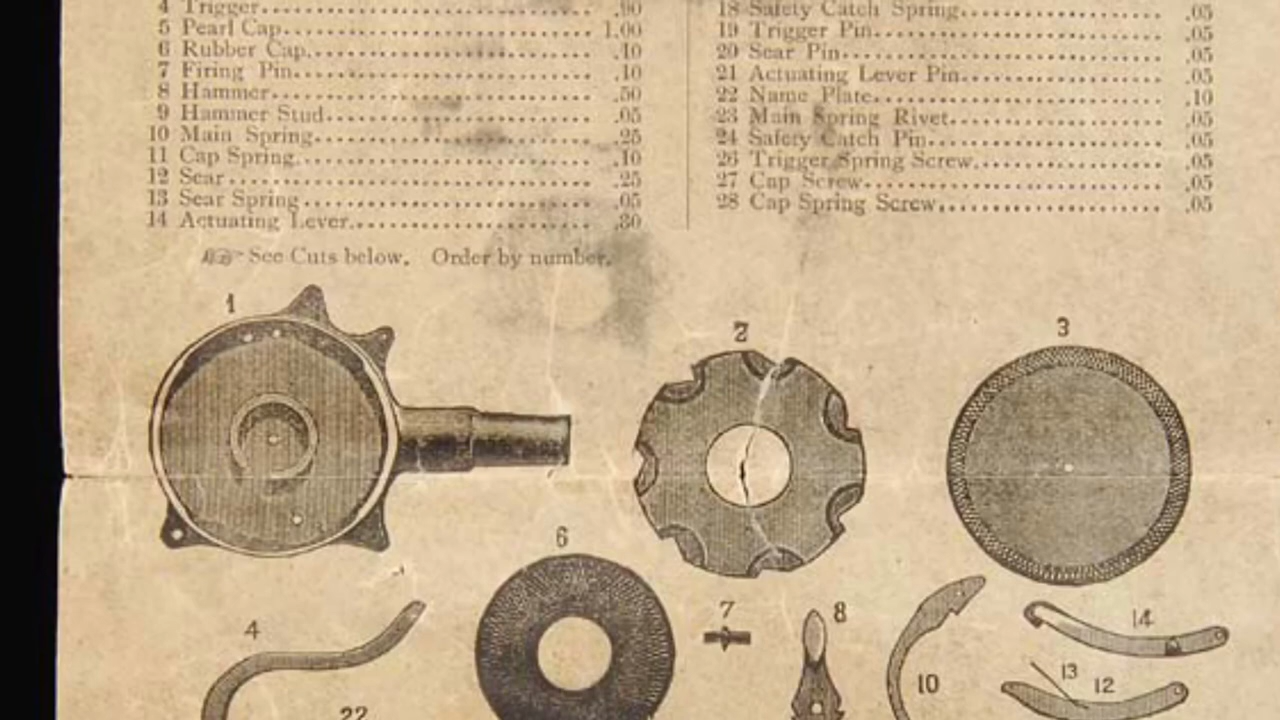 4 Trigger .90
5 Pearl Cap 1.00
6 Rubber Cap .10
7 Firing Pin .10
8 Hammer .50
9 Hammer Stud .05
10 Main Spring .25
11 Cap Spring .10
12 Sear .25
13 Sear Spring .05
14 Actuating Lever .30
18 Safety Catch Spring .05
19 Trigger Pin .05
20 Sear Pin .05
21 Actuating Lever Pin .05
22 Name Plate .10
23 Main Spring Rivet .05
24 Safety Catch Pin .05
26 Trigger Spring Screw .05
27 Cap Screw .05
28 Cap Spring Screw .05
See Cuts below. Order by number.
1
2
3
6
4
7
8
14
13
12
10
22